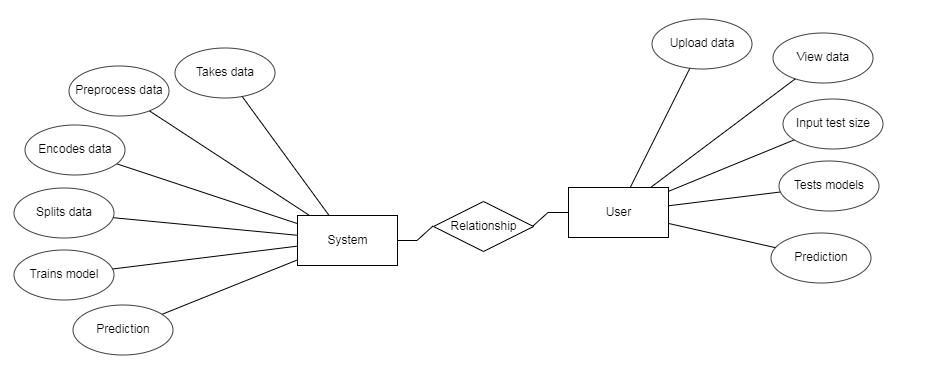 Upload data
View data
Takes data
Preprocess data
Input test size
Encodes data
Tests models
Splits data
User
Relationship
System
Prediction
Trains model
Prediction